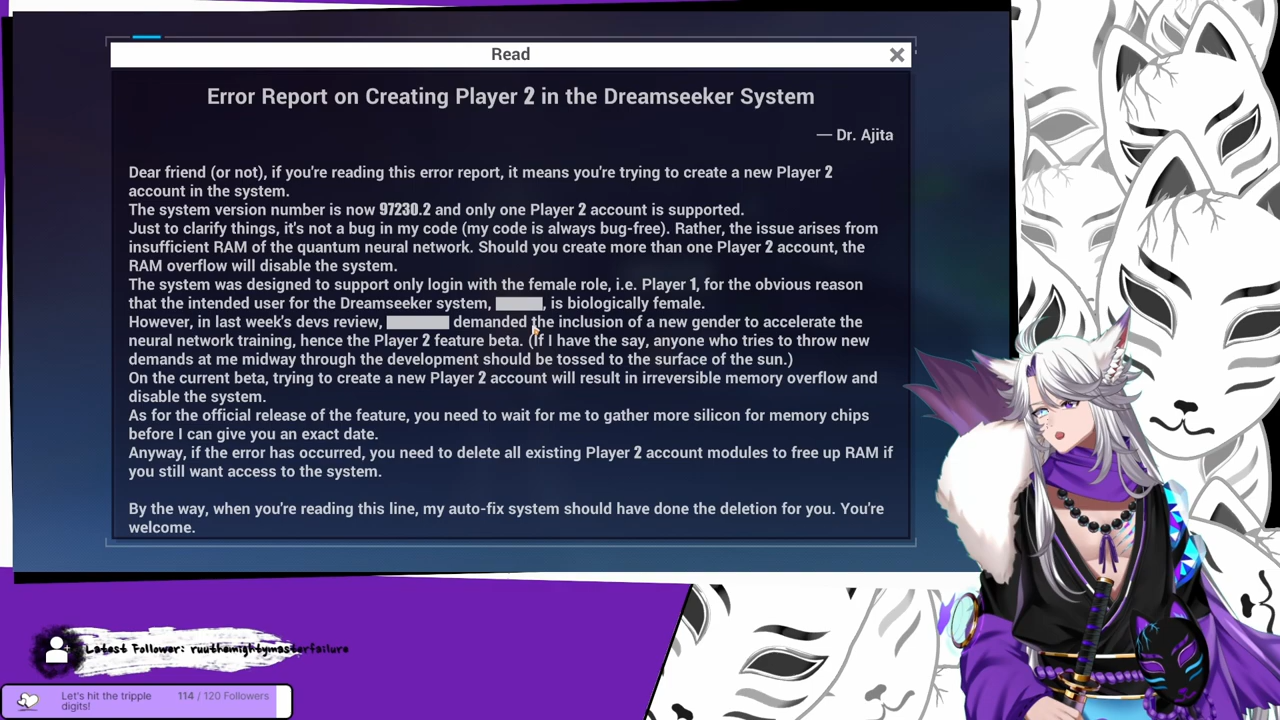 Read
Error Report on Creating Player 2 in the Dreamseeker System
— Dr. Ajita
Dear friend (or not), if you're reading this error report, it means you're trying to create a new Player 2
account in the system.
The system version number is now 97230.2 and only one Player 2 account is supported.
Just to clarify things, it's not a bug in my code (my code is always bug-free). Rather, the issue arises from
insufficient RAM of the quantum neural network. Should you create more than one Player 2 account, the
RAM overflow will disable the system.
The system was designed to support only login with the female role, i.e. Player 1, for the obvious reason
that the intended user for the Dreamseeker system, , is biologically female.
However, in last week's devs review, demanded the inclusion of a new gender to accelerate the
neural network training, hence the Player 2 feature beta. (If I have the say, anyone who tries to throw new
demands at me midway through the development should be tossed to the surface of the sun.)
On the current beta, trying to create a new Player 2 account will result in irreversible memory overflow and
disable the system.
As for the official release of the feature, you need to wait for me to gather more silicon for memory chips
before I can give you an exact date.
Anyway, if the error has occurred, you need to delete all existing Player 2 account modules to free up RAM if
you still want access to the system.
By the way, when you're reading this line, my auto-fix system should have done the deletion for you. You're
welcome.
Latest Follower: ruuthemightymasterfailure
Let's hit the tripple
digits!
114 / 120 Followers